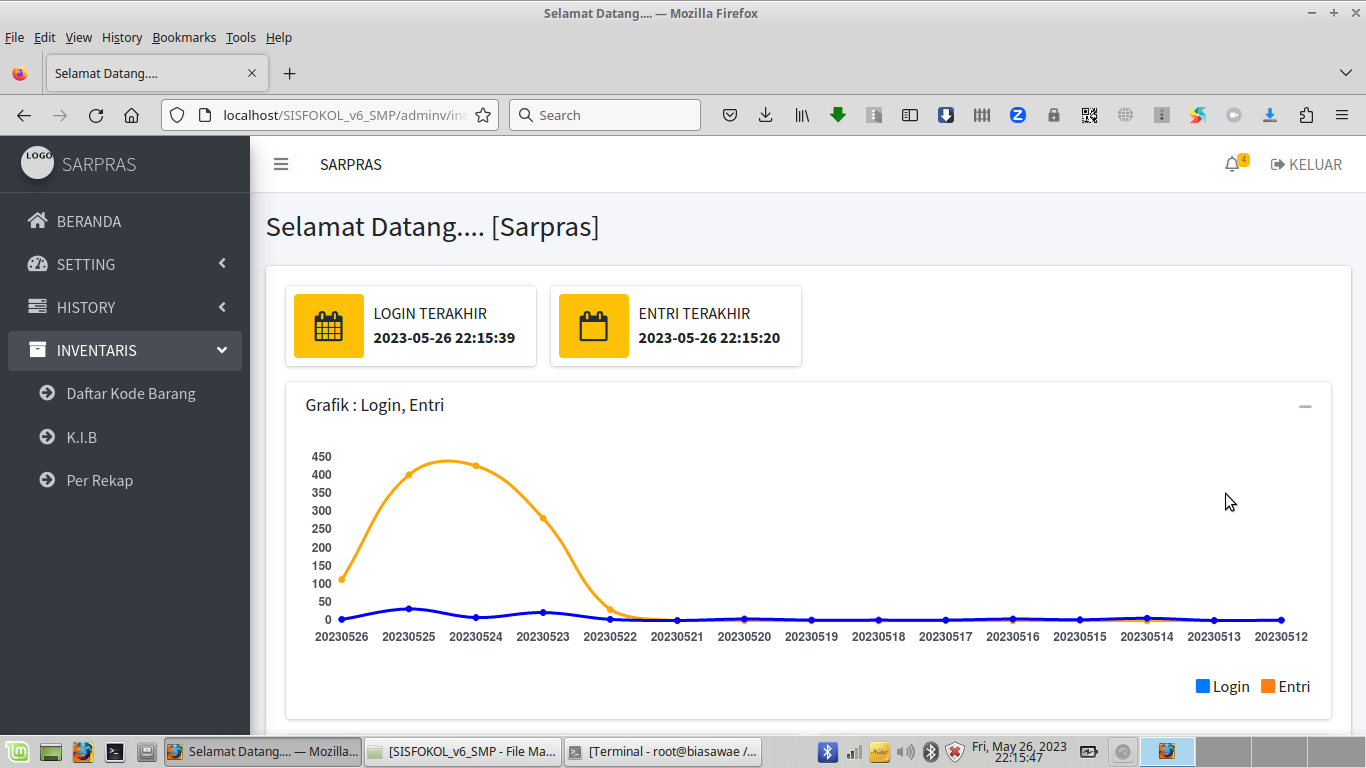 Selamat Datang.... — Mozilla Firefox
File Edit View History Bookmarks Tools Help
Selamat Datang....
localhost/SISFOKOL_v6_SMP/adminv/in
Search
LOGO SARPRAS
SARPRAS
4
KELUAR
BERANDA
SETTING
HISTORY
INVENTARIS
Daftar Kode Barang
K.I.B
Per Rekap
Selamat Datang.... [Sarpras]
LOGIN TERAKHIR
2023-05-26 22:15:39
ENTRI TERAKHIR
2023-05-26 22:15:20
Grafik : Login, Entri
450
400
350
300
250
200
150
100
50
0
20230526 20230525 20230524 20230523 20230522 20230521 20230520 20230519 20230518 20230517 20230516 20230515 20230514 20230513 20230512
Login Entri
Selamat Datang.... — Mozilla...
[SISFOKOL_v6_SMP - File Ma...
[Terminal - root@biasawae /...
Fri, May 26, 2023
22:15:47